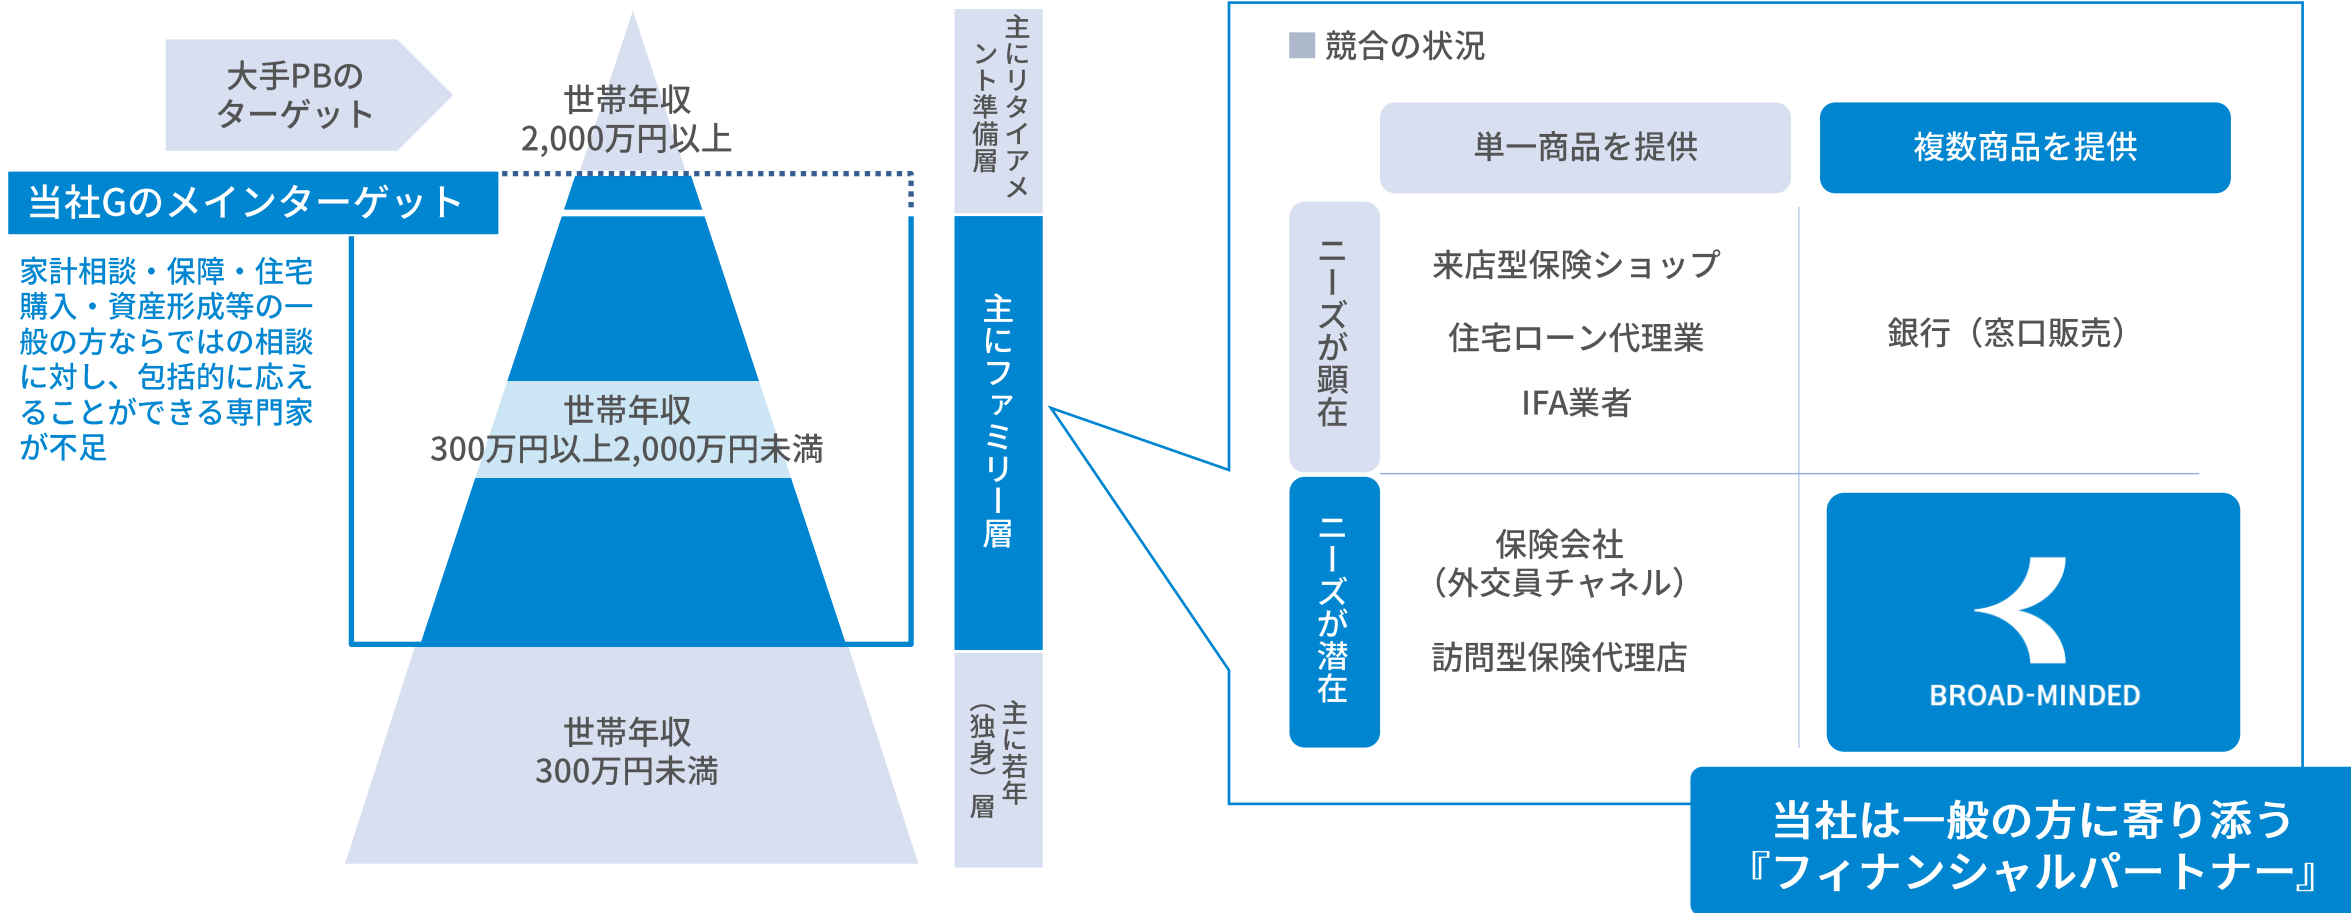 大手PBの
ターゲット
当社Gのメインターゲット
家計相談・保障・住宅
購入・資産形成等の一
般の方ならではの相談
に対し、包括的に応え
ることができる専門家
が不足
世帯年収
2,000万円以上
世帯年収
300万円以上2,000万円未満
世帯年収
300万円未満
主にリタイアメ
ント準備層
主にファミリー層
主に若年
（独身）層
競合の状況
単一商品を提供
複数商品を提供
ニーズが顕在
来店型保険ショップ
住宅ローン代理業
IFA業者
銀行（窓口販売）
ニーズが潜在
保険会社
（外交員チャネル）
訪問型保険代理店
BROAD-MINDED
当社は一般の方に寄り添う
『フィナンシャルパートナー』